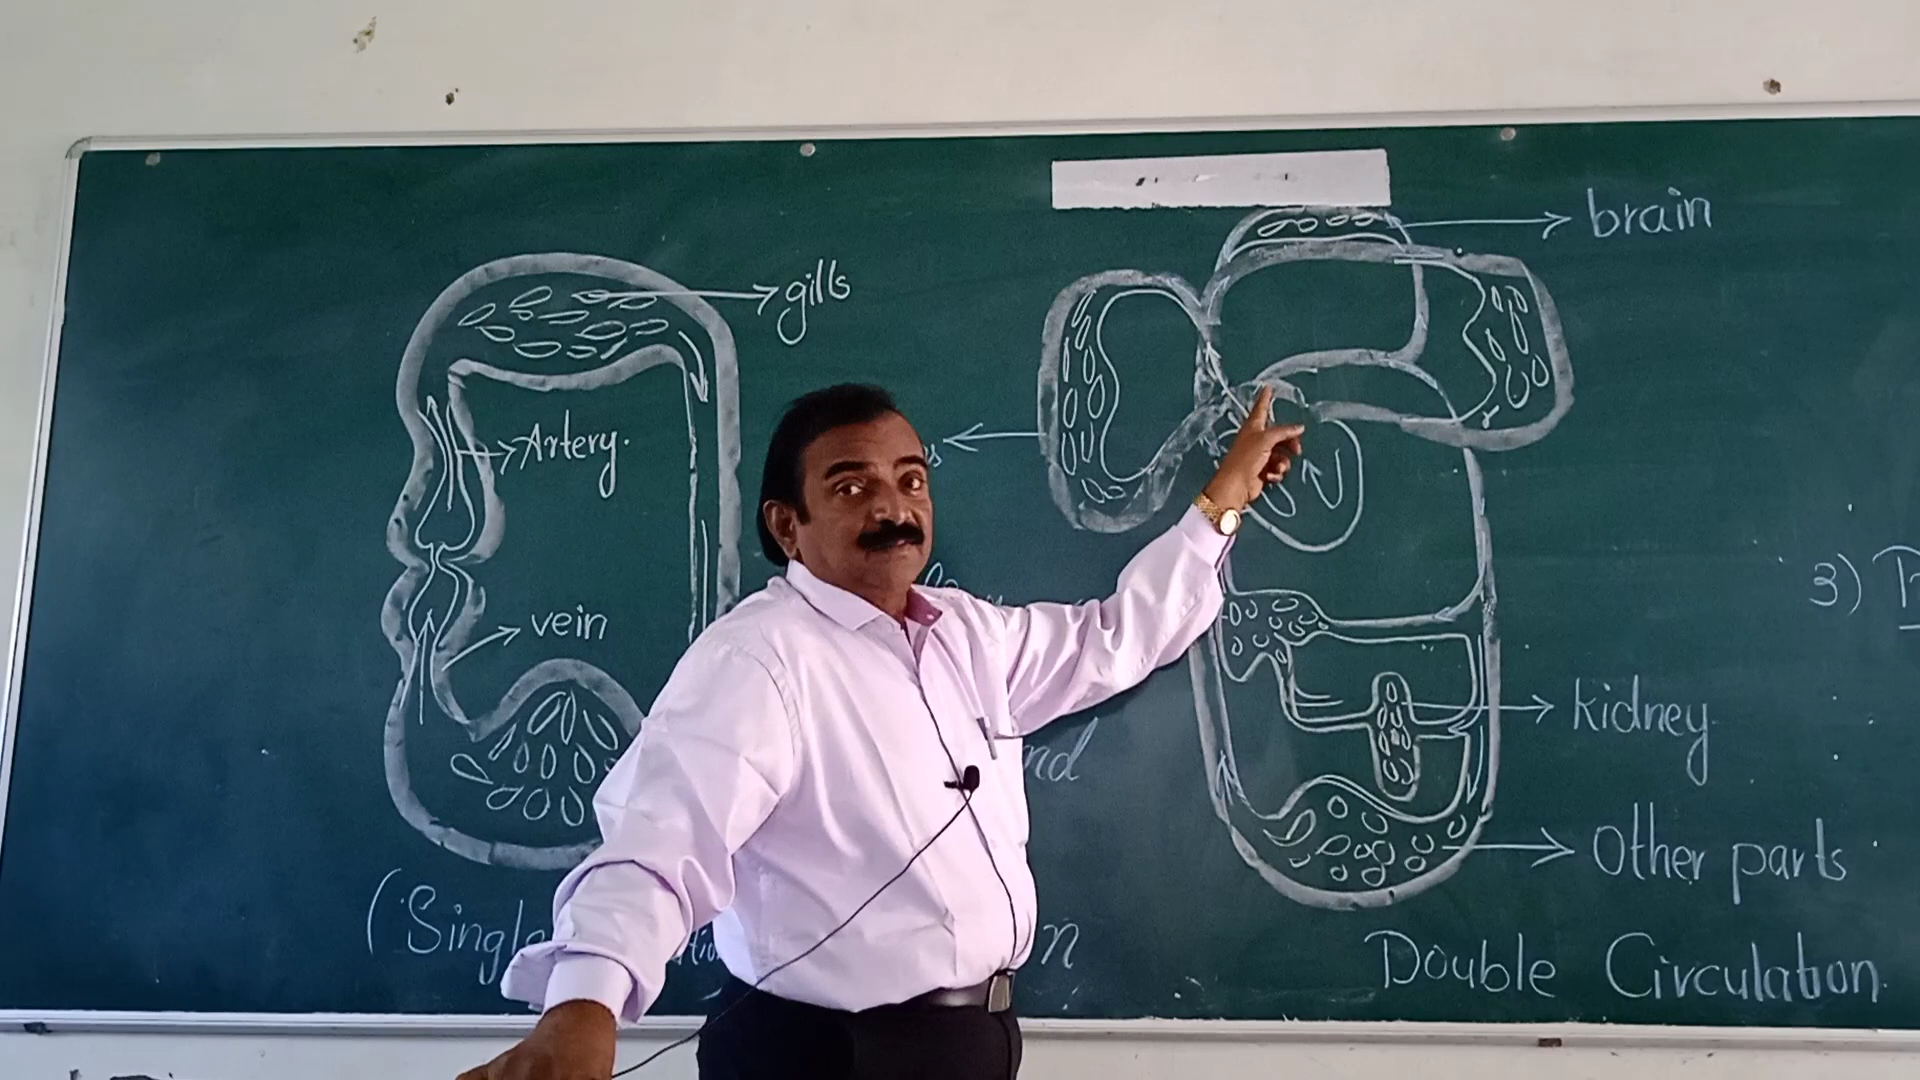 brain
gills
Artery.
3)
vein
kidney
Other parts
Double Circulation.